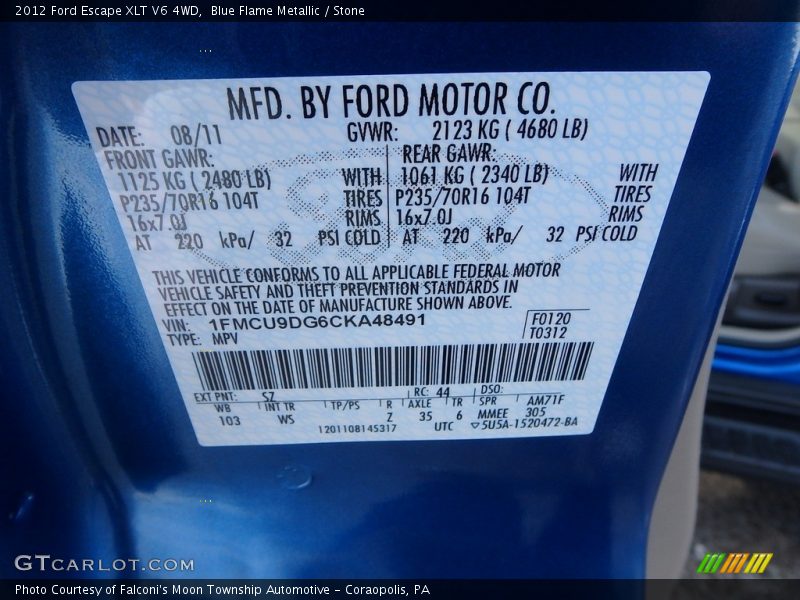 2012 Ford Escape XLT V6 4WD,  Blue Flame Metallic / Stone
MFD. BY FORD MOTOR CO.
DATE: 08/11 GVWR: 2123 KG ( 4680 LB)
FRONT GAWR: REAR GAWR:
1125 KG ( 2480 LB) WITH 1061 KG ( 2340 LB) WITH
P235/70R16 104T TIRES P235/70R16 104T TIRES
16x7.0J RIMS 16x7.0J RIMS
AT 220 kPa/ 32 PSI COLD AT 220 kPa/ 32 PSI COLD
THIS VEHICLE CONFORMS TO ALL APPLICABLE FEDERAL MOTOR
VEHICLE SAFETY AND THEFT PREVENTION STANDARDS IN
EFFECT ON THE DATE OF MANUFACTURE SHOWN ABOVE.
VIN: 1FMCU9DG6CKA48491 F0120
TYPE: MPV T0312
EXT PNT: SZ RC: 44 DSO:
WB INT TR TP/PS R AXLE TR SPR AM71F
103 WS Z 35 6 MMEE 305
1201108145317 UTC ▽5U5A-1520472-BA
GTCARLOT.COM
Photo Courtesy of Falconi's Moon Township Automotive - Coraopolis, PA